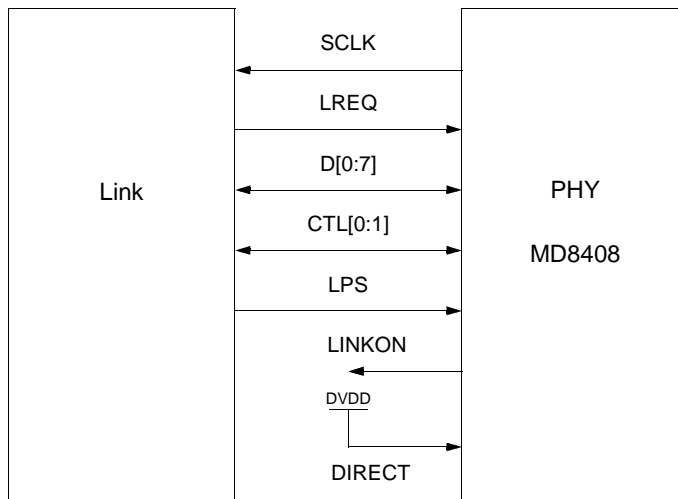 SCLK
LREQ
D[0:7]
Link
PHY
CTL[0:1]
MD8408
LPS
LINKON
DVDD
DIRECT